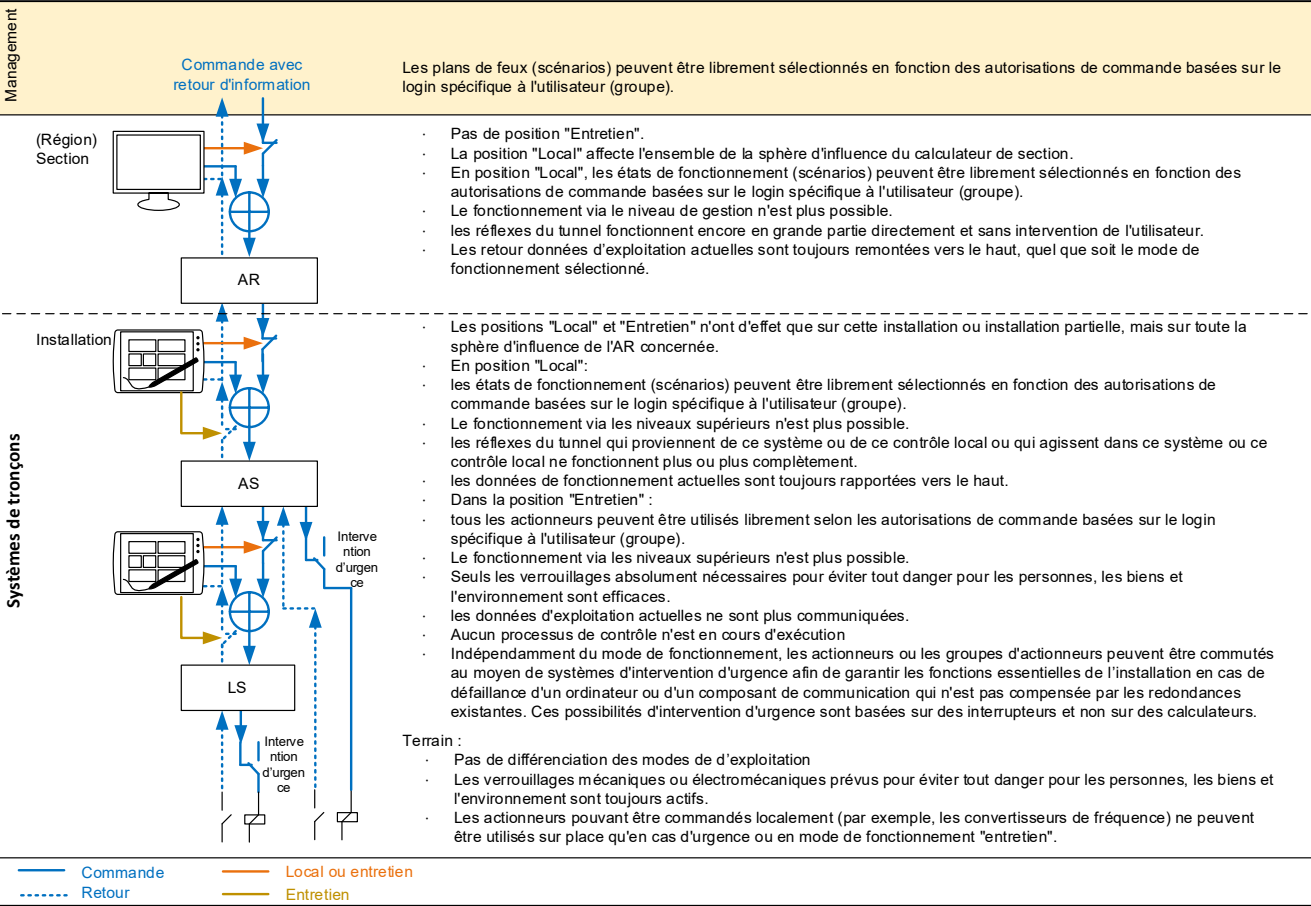 Management
Commande avec
retour d'information
Les plans de feux (scénarios) peuvent être librement sélectionnés en fonction des autorisations de commande basées sur le
login spécifique à l'utilisateur (groupe).
(Région)
Section
· Pas de position "Entretien".
· La position "Local" affecte l'ensemble de la sphère d'influence du calculateur de section.
· En position "Local", les états de fonctionnement (scénarios) peuvent être librement sélectionnés en fonction des
autorisations de commande basées sur le login spécifique à l'utilisateur (groupe).
· Le fonctionnement via le niveau de gestion n'est plus possible.
· les réflexes du tunnel fonctionnent encore en grande partie directement et sans intervention de l'utilisateur.
· Les retour données d'exploitation actuelles sont toujours remontées vers le haut, quel que soit le mode de
fonctionnement sélectionné.
AR
Systèmes de tronçons
Installation
· Les positions "Local" et "Entretien" n'ont d'effet que sur cette installation ou installation partielle, mais sur toute la
sphère d'influence de l'AR concernée.
· En position "Local":
· les états de fonctionnement (scénarios) peuvent être librement sélectionnés en fonction des autorisations de
commande basées sur le login spécifique à l'utilisateur (groupe).
· Le fonctionnement via les niveaux supérieurs n'est plus possible.
· les réflexes du tunnel qui proviennent de ce système ou de ce contrôle local ou qui agissent dans ce système ou ce
contrôle local ne fonctionnent plus ou plus complètement.
· les données de fonctionnement actuelles sont toujours rapportées vers le haut.
· Dans la position "Entretien" :
· tous les actionneurs peuvent être utilisés librement selon les autorisations de commande basées sur le login
spécifique à l'utilisateur (groupe).
· Le fonctionnement via les niveaux supérieurs n'est plus possible.
· Seuls les verrouillages absolument nécessaires pour éviter tout danger pour les personnes, les biens et
l'environnement sont efficaces.
· les données d'exploitation actuelles ne sont plus communiquées.
· Aucun processus de contrôle n'est en cours d'exécution
· Indépendamment du mode de fonctionnement, les actionneurs ou les groupes d'actionneurs peuvent être commutés
au moyen de systèmes d'intervention d'urgence afin de garantir les fonctions essentielles de l'installation en cas de
défaillance d'un ordinateur ou d'un composant de communication qui n'est pas compensée par les redondances
existantes. Ces possibilités d'intervention d'urgence sont basées sur des interrupteurs et non sur des calculateurs.
AS
Interve
ntion
d'urgen
ce
LS
Interve
ntion
d'urgen
ce
Terrain :
· Pas de différenciation des modes de d'exploitation
· Les verrouillages mécaniques ou électromécaniques prévus pour éviter tout danger pour les personnes, les biens et
l'environnement sont toujours actifs.
· Les actionneurs pouvant être commandés localement (par exemple, les convertisseurs de fréquence) ne peuvent
être utilisés sur place qu'en cas d'urgence ou en mode de fonctionnement "entretien".
Commande
Retour
Local ou entretien
Entretien